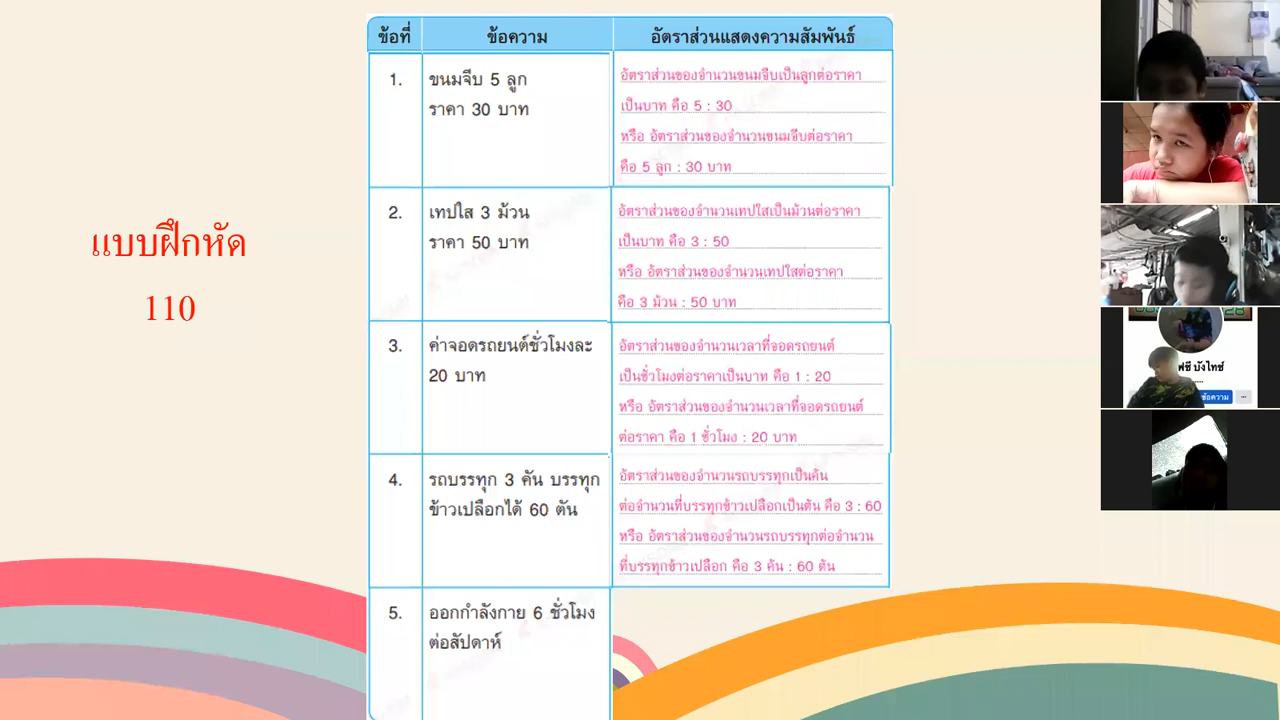 แบบฝึกหัด
110
ข้อที่ ข้อความ อัตราส่วนแสดงความสัมพันธ์
1. ขนมจีบ 5 ลูก
ราคา 30 บาท
อัตราส่วนของจำนวนขนมจีบเป็นลูกต่อราคา
เป็นบาท คือ 5 : 30
หรือ อัตราส่วนของจำนวนขนมจีบต่อราคา
คือ 5 ลูก : 30 บาท
2. เทปใส 3 ม้วน
ราคา 50 บาท
อัตราส่วนของจำนวนเทปใสเป็นม้วนต่อราคา
เป็นบาท คือ 3 : 50
หรือ อัตราส่วนของจำนวนเทปใสต่อราคา
คือ 3 ม้วน : 50 บาท
3. ค่าจอดรถยนต์ชั่วโมงละ
20 บาท
อัตราส่วนของจำนวนเวลาที่จอดรถยนต์
เป็นชั่วโมงต่อราคาเป็นบาท คือ 1 : 20
หรือ อัตราส่วนของจำนวนเวลาที่จอดรถยนต์
ต่อราคา คือ 1 ชั่วโมง : 20 บาท
4. รถบรรทุก 3 คัน บรรทุก
ข้าวเปลือกได้ 60 ตัน
อัตราส่วนของจำนวนรถบรรทุกเป็นคัน
ต่อจำนวนที่บรรทุกข้าวเปลือกเป็นตัน คือ 3 : 60
หรือ อัตราส่วนของจำนวนรถบรรทุกต่อจำนวน
ที่บรรทุกข้าวเปลือก คือ 3 คัน : 60 ตัน
5. ออกกำลังกาย 6 ชั่วโมง
ต่อสัปดาห์
บังไทซ์
ข้อความ